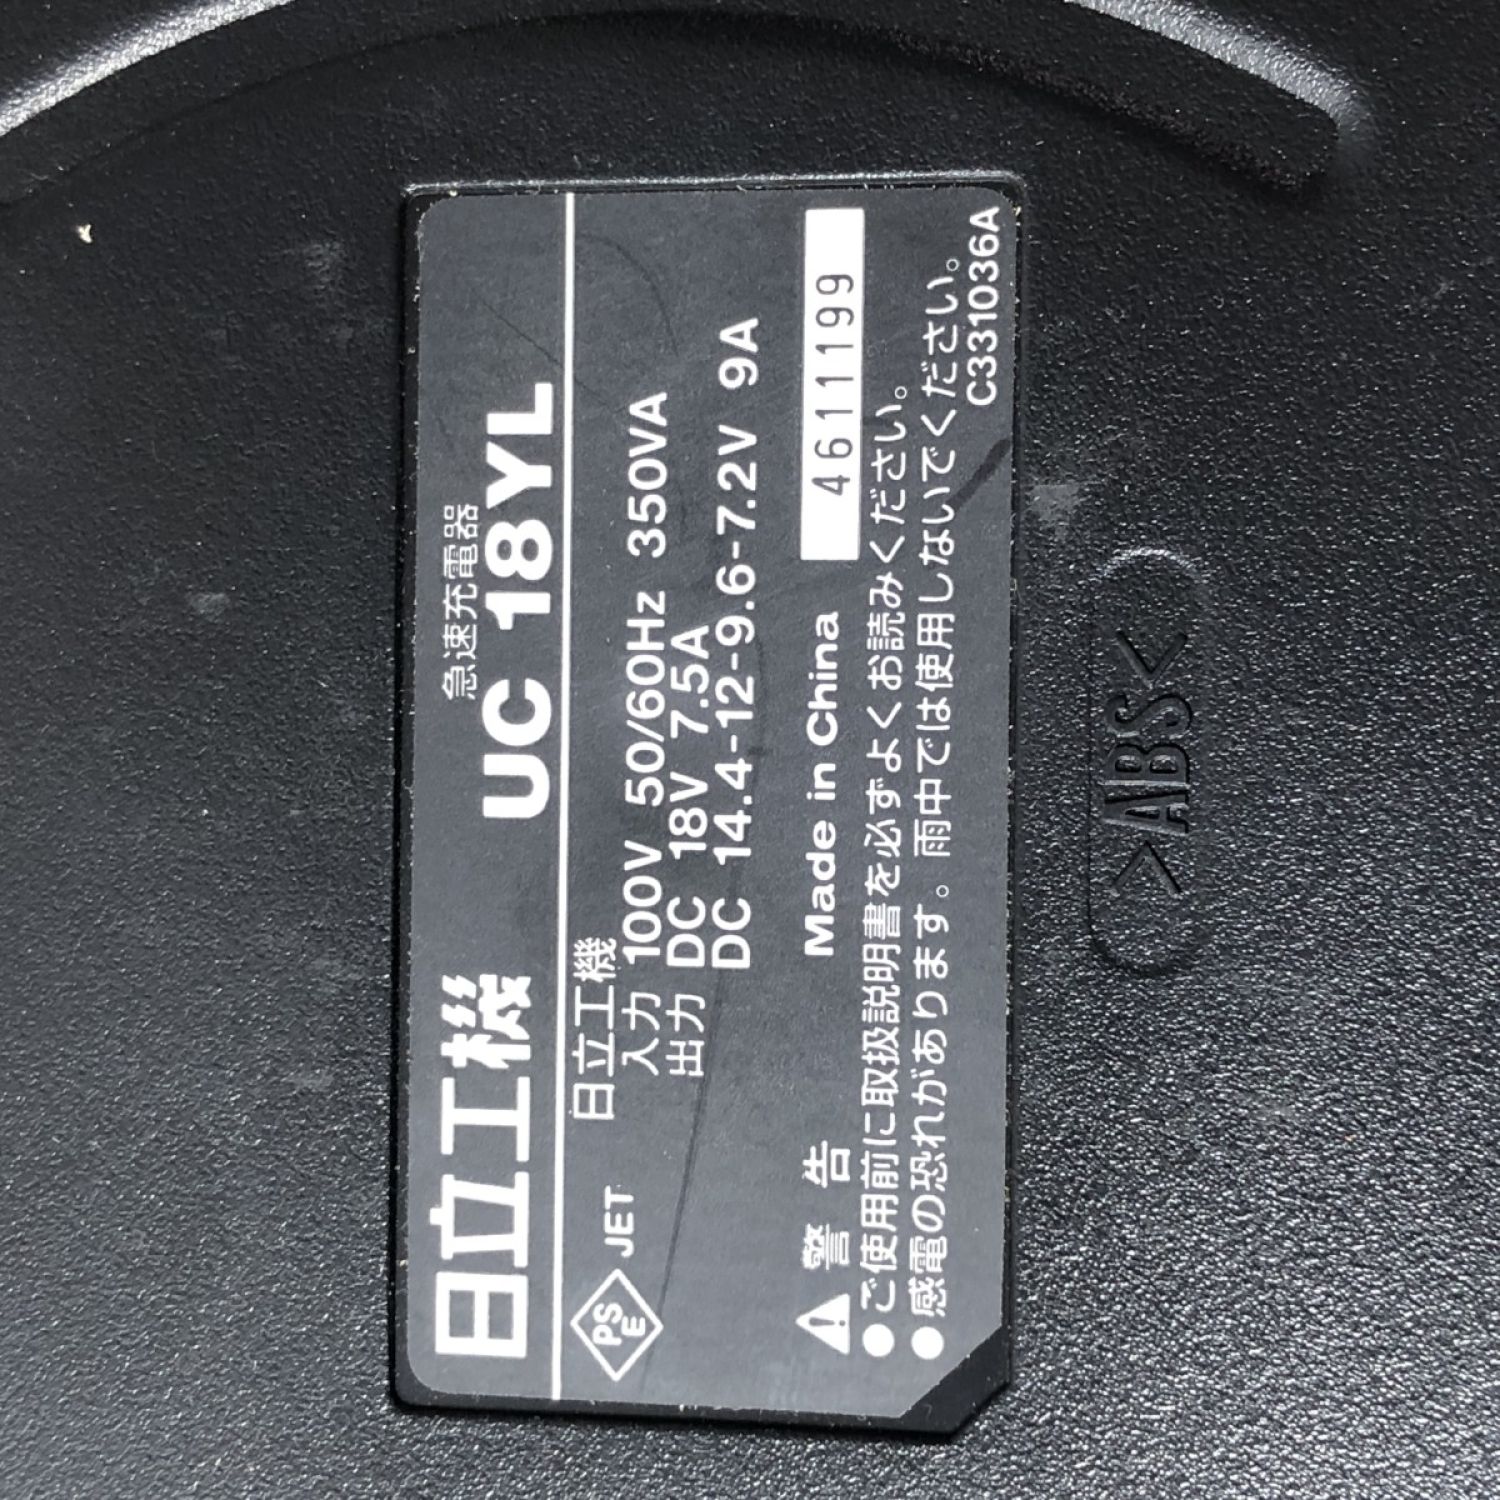 日立工機
急速充電器
UC 18YL
PSE
JET
日立工機
入力 100V 50/60Hz 350VA
出力 DC 18V 7.5A
DC 14.4-12-9.6-7.2V 9A
Made in China
4611199
警告
●ご使用前に取扱説明書を必ずよくお読みください。
●感電の恐れがあります。雨中では使用しないでください。
C331036A
>ABS<